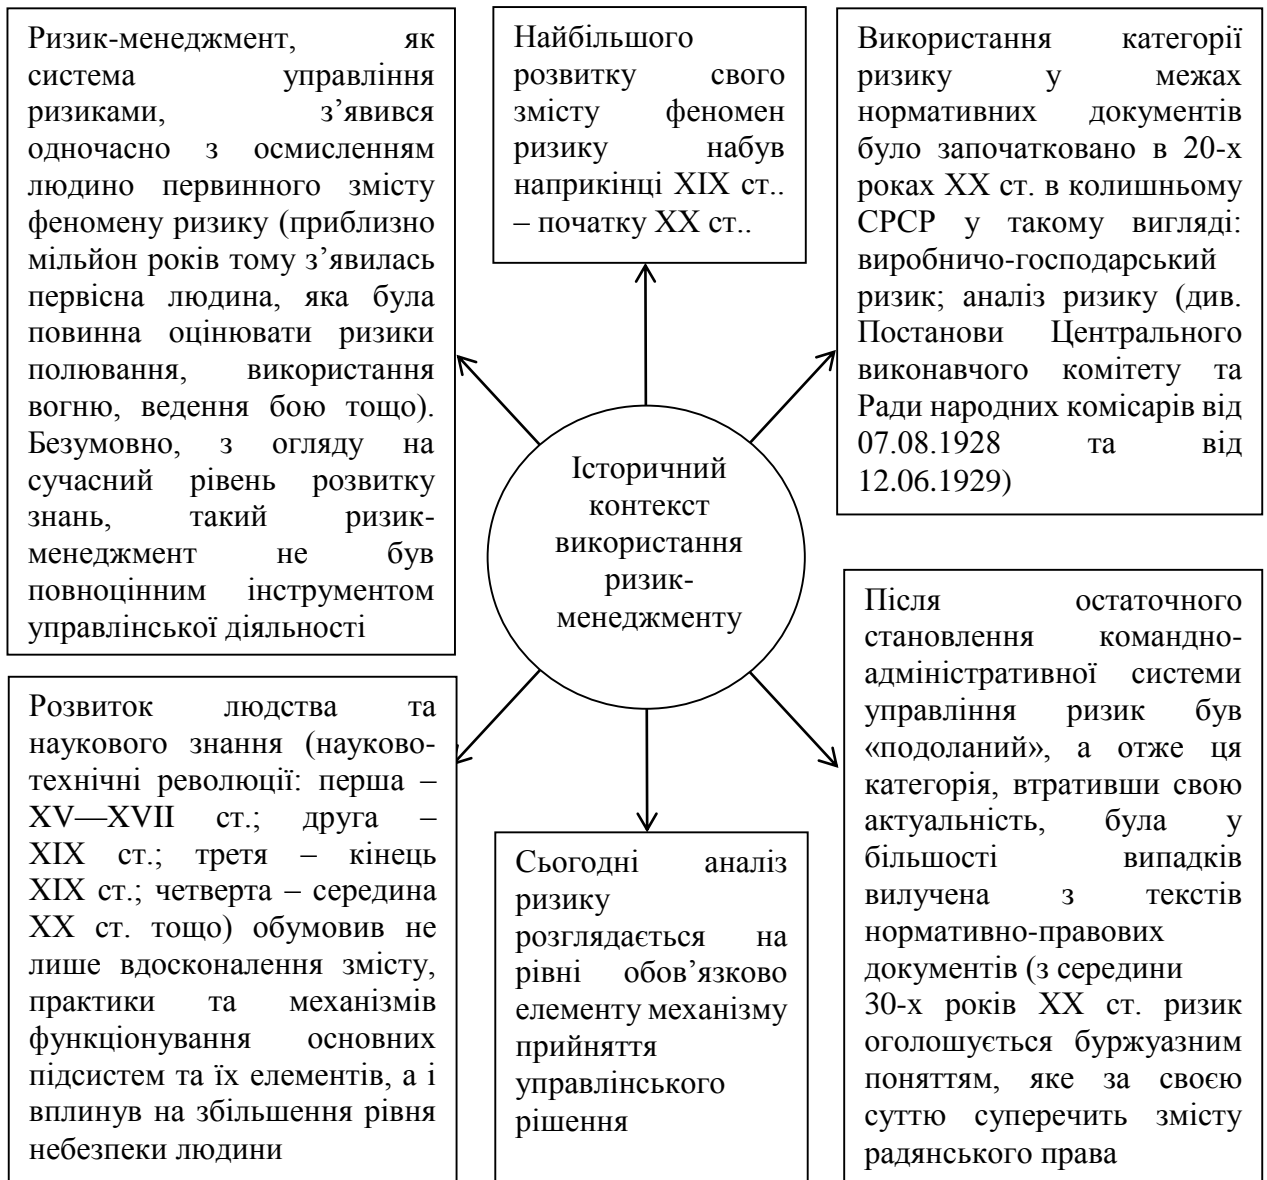 Ризик-менеджмент, як
система управління
ризиками, з’явився
одночасно з осмисленням
людино первинного змісту
феномену ризику (приблизно
мільйон років тому з’явилась
первісна людина, яка була
повинна оцінювати ризики
полювання, використання
вогню, ведення бою тощо).
Безумовно, з огляду на
сучасний рівень розвитку
знань, такий ризик-
менеджмент не був
повноцінним інструментом
управлінської діяльності
Найбільшого
розвитку свого
змісту феномен
ризику набув
наприкінці XIX ст..
– початку XX ст..
Використання категорії
ризику у межах
нормативних документів
було започатковано в 20-х
роках XX ст. в колишньому
СРСР у такому вигляді:
виробничо-господарський
ризик; аналіз ризику (див.
Постанови Центрального
виконавчого комітету та
Ради народних комісарів від
07.08.1928 та від
12.06.1929)
Історичний
контекст
використання
ризик-
менеджменту
Розвиток людства та
наукового знання (науково-
технічні революції: перша –
XV—XVII ст.; друга –
XIX ст.; третя – кінець
XIX ст.; четверта – середина
XX ст. тощо) обумовив не
лише вдосконалення змісту,
практики та механізмів
функціонування основних
підсистем та їх елементів, а і
вплинув на збільшення рівня
небезпеки людини
Сьогодні аналіз
ризику
розглядається на
рівні обов’язково
елементу механізму
прийняття
управлінського
рішення
Після остаточного
становлення командно-
адміністративної системи
управління ризик був
«подоланий», а отже ця
категорія, втративши свою
актуальність, була у
більшості випадків
вилучена з текстів
нормативно-правових
документів (з середини
30-х років XX ст. ризик
оголошується буржуазним
поняттям, яке за своєю
суттю суперечить змісту
радянського права